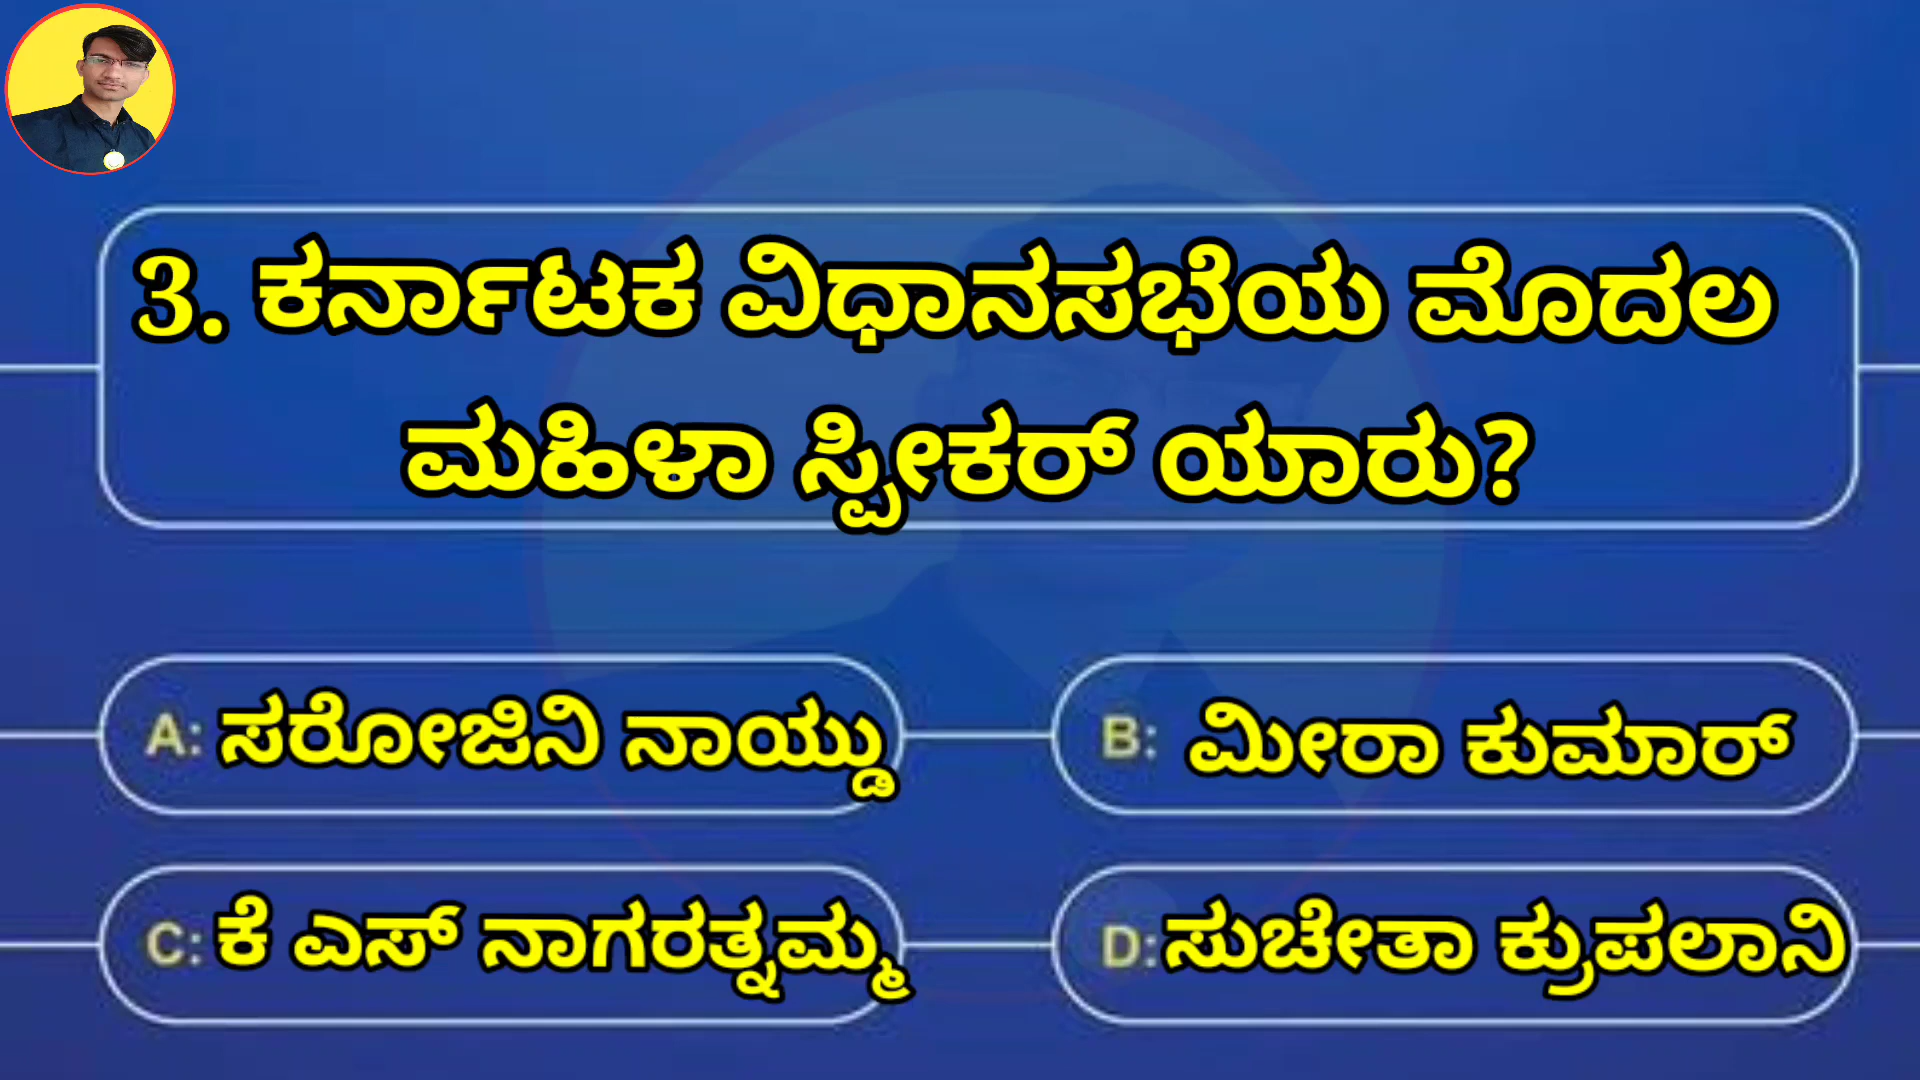 3. ಕರ್ನಾಟಕ ವಿಧಾನಸಭೆಯ ಮೊದಲ
ಮಹಿಳಾ ಸ್ಪೀಕರ್ ಯಾರು?
A: ಸರೋಜಿನಿ ನಾಯ್ಡು
B: ಮೀರಾ ಕುಮಾರ್
C: ಕೆ ಎಸ್ ನಾಗರತ್ನಮ್ಮ
D: ಸುಚೇತಾ ಕ್ರುಪಲಾನಿ